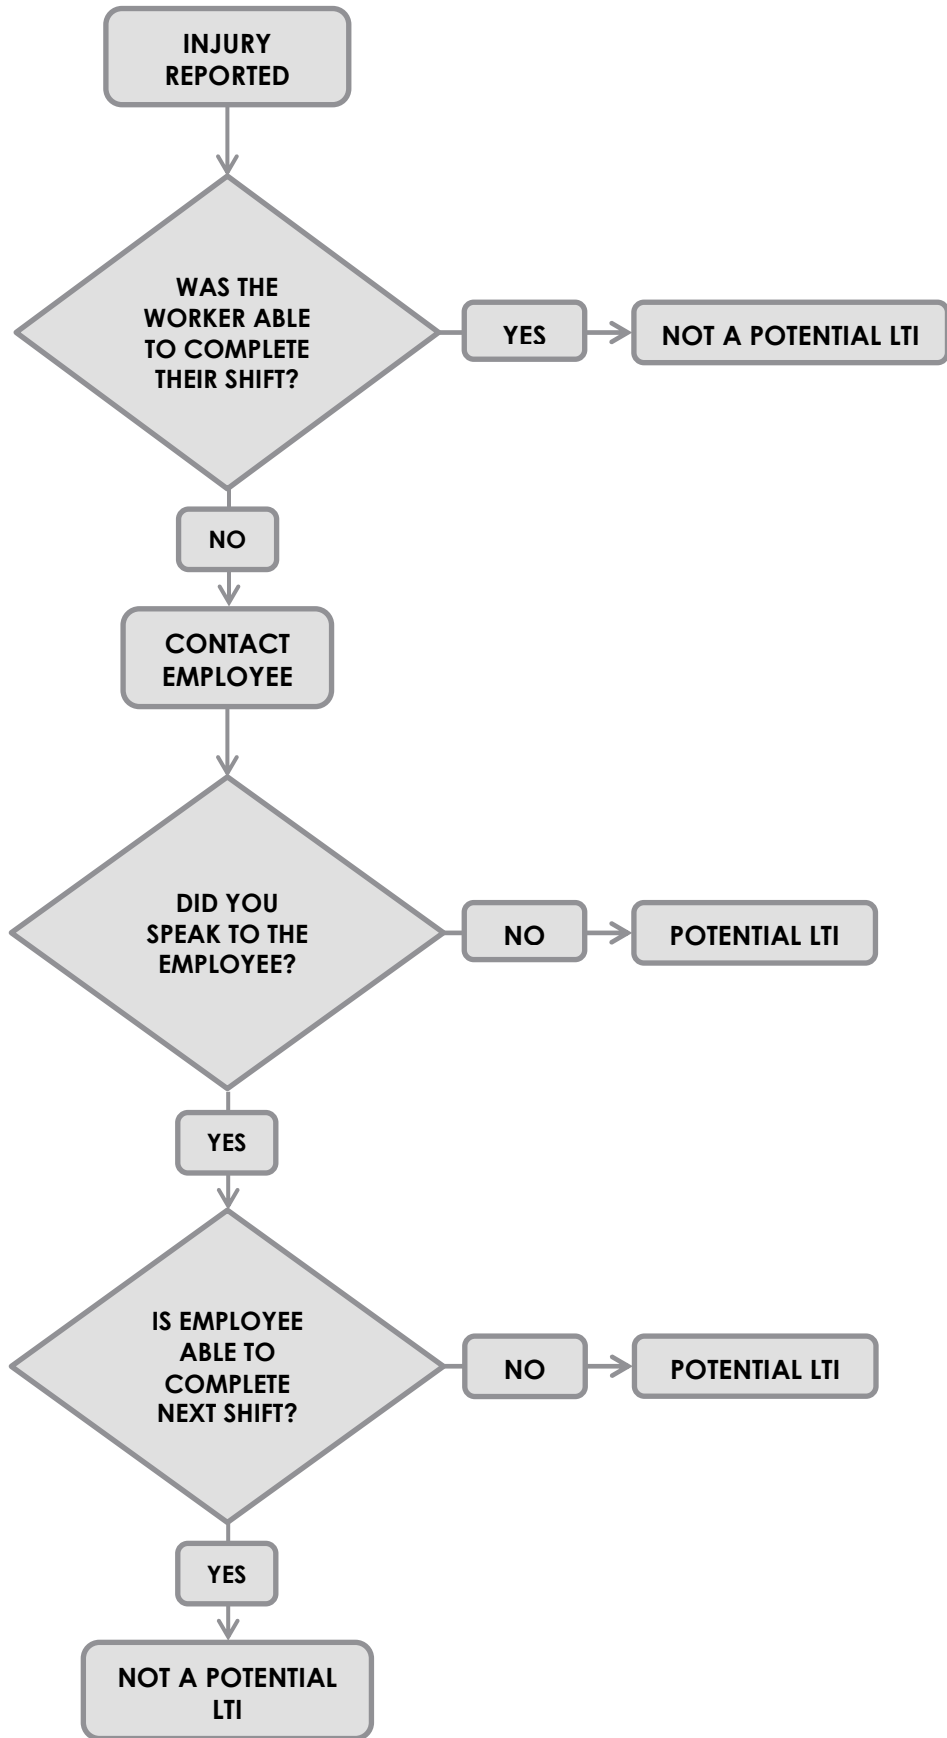 INJURY
REPORTED
WAS THE
WORKER ABLE
TO COMPLETE
THEIR SHIFT?
YES
NOT A POTENTIAL LTI
NO
CONTACT
EMPLOYEE
DID YOU
SPEAK TO THE
EMPLOYEE?
NO
POTENTIAL LTI
YES
IS EMPLOYEE
ABLE TO
COMPLETE
NEXT SHIFT?
NO
POTENTIAL LTI
YES
NOT A POTENTIAL
LTI